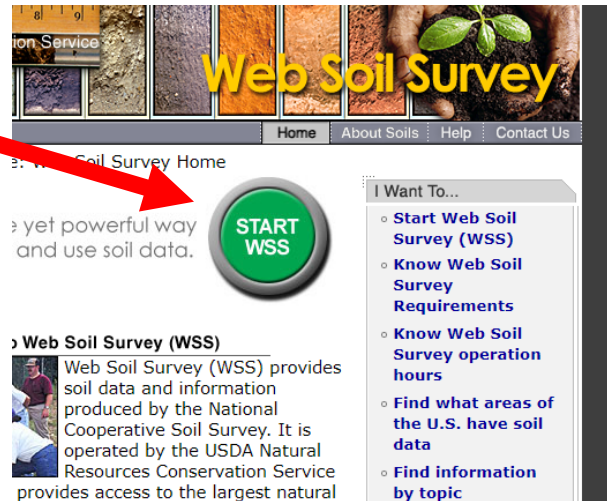 8 9
ion Service
Web Soil Survey
Home About Soils Help Contact Us
Soil Survey Home
yet powerful way
and use soil data.
START
WSS
I Want To...
Start Web Soil
Survey (WSS)
Know Web Soil
Survey
Requirements
Know Web Soil
Survey operation
hours
Find what areas of
the U.S. have soil
data
Find information
by topic
Web Soil Survey (WSS)
Web Soil Survey (WSS) provides
soil data and information
produced by the National
Cooperative Soil Survey. It is
operated by the USDA Natural
Resources Conservation Service
provides access to the largest natural